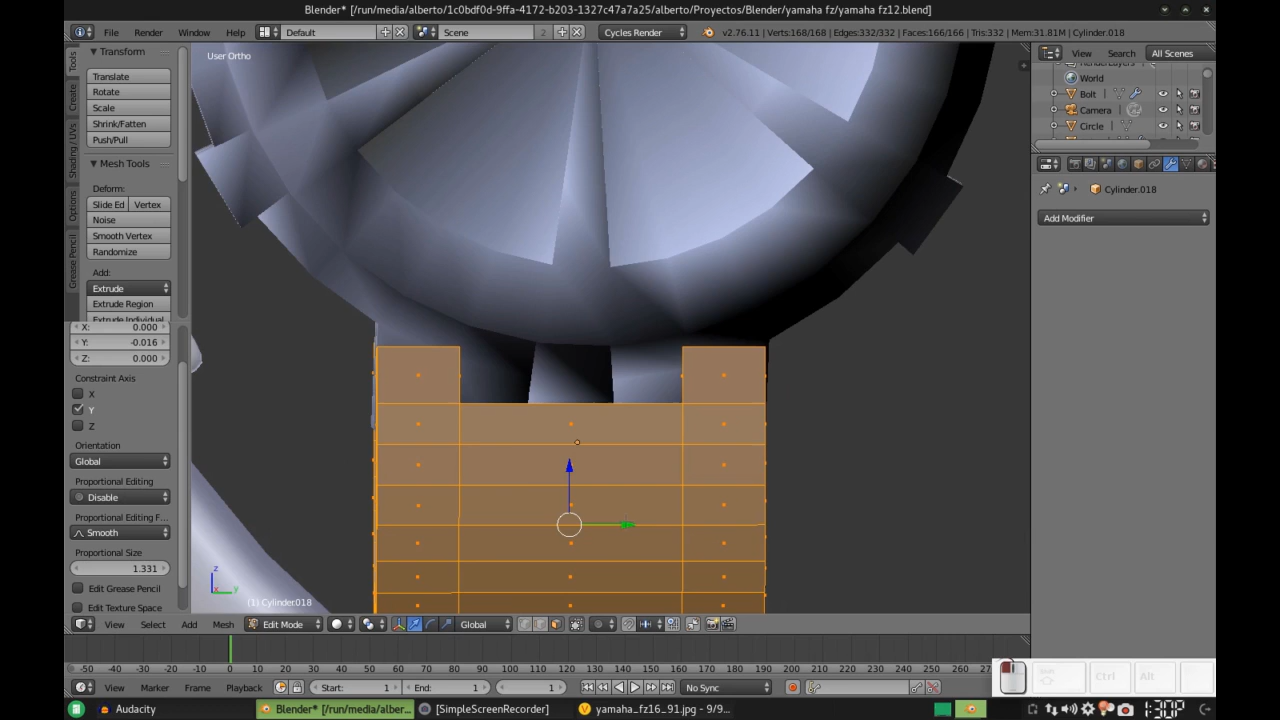 Blender* [/run/media/alberto/1c0bdf0d-9ffa-4172-b203-1327c47a7a25/alberto/Proyectos/Blender/yamaha fz/yamaha fz12.blend]
File Render Window Help Default Scene 2 Cycles Render v2.76.11 | Verts:168/168 | Edges:332/332 | Faces:166/166 | Tris:332 | Mem:31.81M | Cylinder.018
View Search All Scenes
World
Bolt
Camera
Circle
Cylinder.018
Add Modifier
User Ortho
Tools
Create
Shading / UVs
Options
Grease Pencil
Transform
Translate
Rotate
Scale
Shrink/Fatten
Push/Pull
Mesh Tools
Deform:
Slide Ed Vertex
Noise
Smooth Vertex
Randomize
Add:
Extrude
Extrude Region
Extrude Individual
X: 0.000
Y: -0.016
Z: 0.000
Constraint Axis
X
Y
Z
Orientation
Global
Proportional Editing
Disable
Proportional Editing F...
Smooth
Proportional Size
1.331
Edit Grease Pencil
Edit Texture Space
z
y
(1) Cylinder.018
View Select Add Mesh Edit Mode Global
-50 -40 -30 -20 -10 0 10 20 30 40 50 60 70 80 90 100 110 120 130 140 150 160 170 180 190 200 210 220 230 240 250
View Marker Frame Playback Start: 1 End: 1 1 No Sync
Ctrl Alt
Audacity Blender* [/run/media/alber... [SimpleScreenRecorder] yamaha_fz16_91.jpg - 9/9...